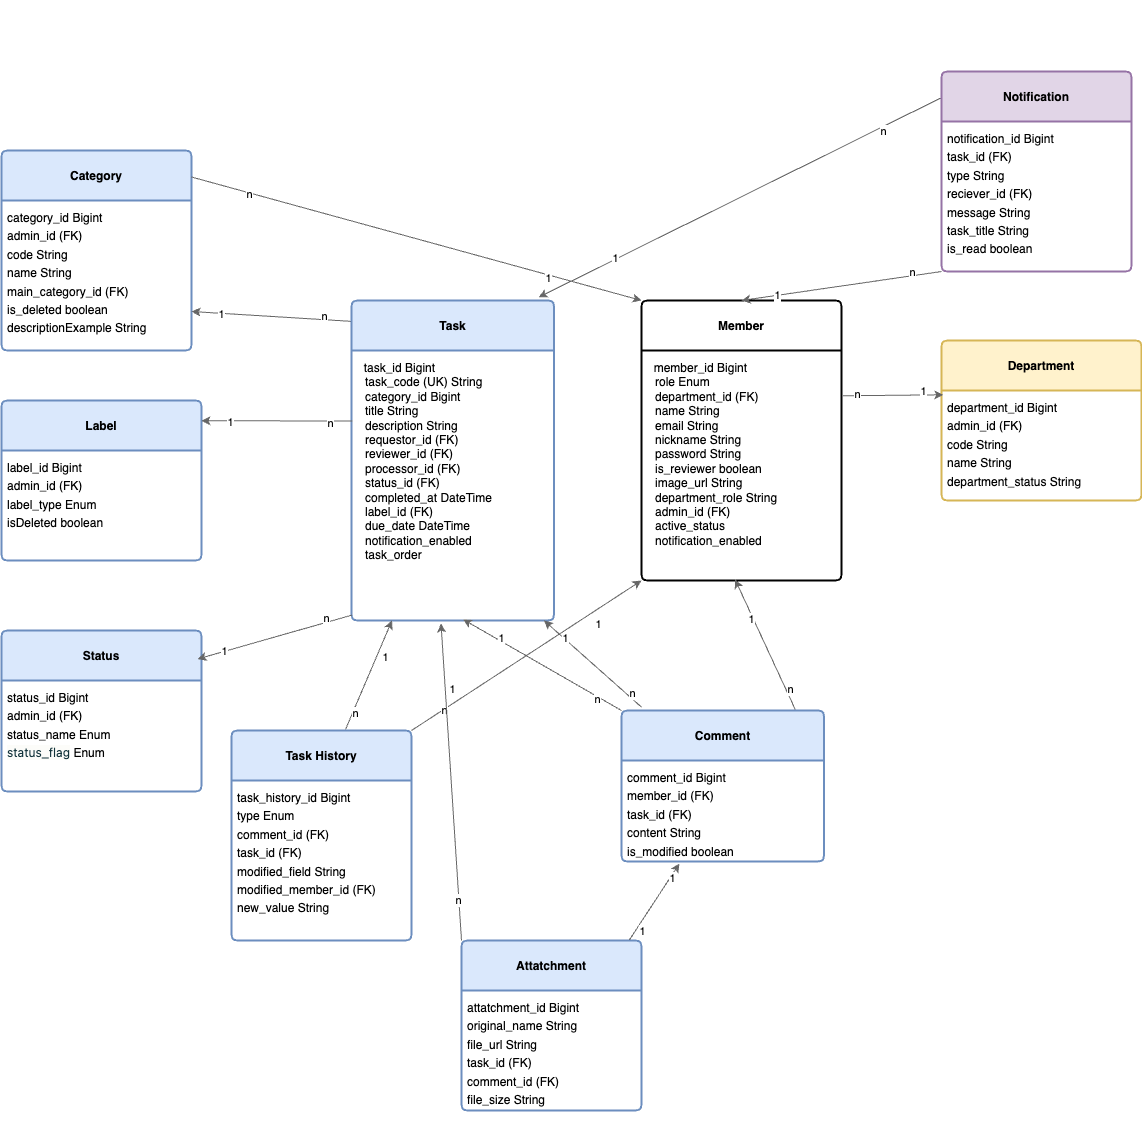 Notification
notification_id Bigint
task_id (FK)
type String
reciever_id (FK)
message String
task_title String
is_read boolean
n
1
n
1
Category
category_id Bigint
admin_id (FK)
code String
name String
main_category_id (FK)
is_deleted boolean
descriptionExample String
n
1
1
n
Task
task_id Bigint
task_code (UK) String
category_id Bigint
title String
description String
requestor_id (FK)
reviewer_id (FK)
processor_id (FK)
status_id (FK)
completed_at DateTime
label_id (FK)
due_date DateTime
notification_enabled
task_order
Member
member_id Bigint
role Enum
department_id (FK)
name String
email String
nickname String
password String
is_reviewer boolean
image_url String
department_role String
admin_id (FK)
active_status
notification_enabled
n
1
Department
department_id Bigint
admin_id (FK)
code String
name String
department_status String
1
n
Label
label_id Bigint
admin_id (FK)
label_type Enum
isDeleted boolean
n
1
Status
status_id Bigint
admin_id (FK)
status_name Enum
status_flag Enum
1
n
1
n
1
n
1
n
1
n
1
n
Task History
task_history_id Bigint
type Enum
comment_id (FK)
task_id (FK)
modified_field String
modified_member_id (FK)
new_value String
Comment
comment_id Bigint
member_id (FK)
task_id (FK)
content String
is_modified boolean
1
1
Attatchment
attatchment_id Bigint
original_name String
file_url String
task_id (FK)
comment_id (FK)
file_size String